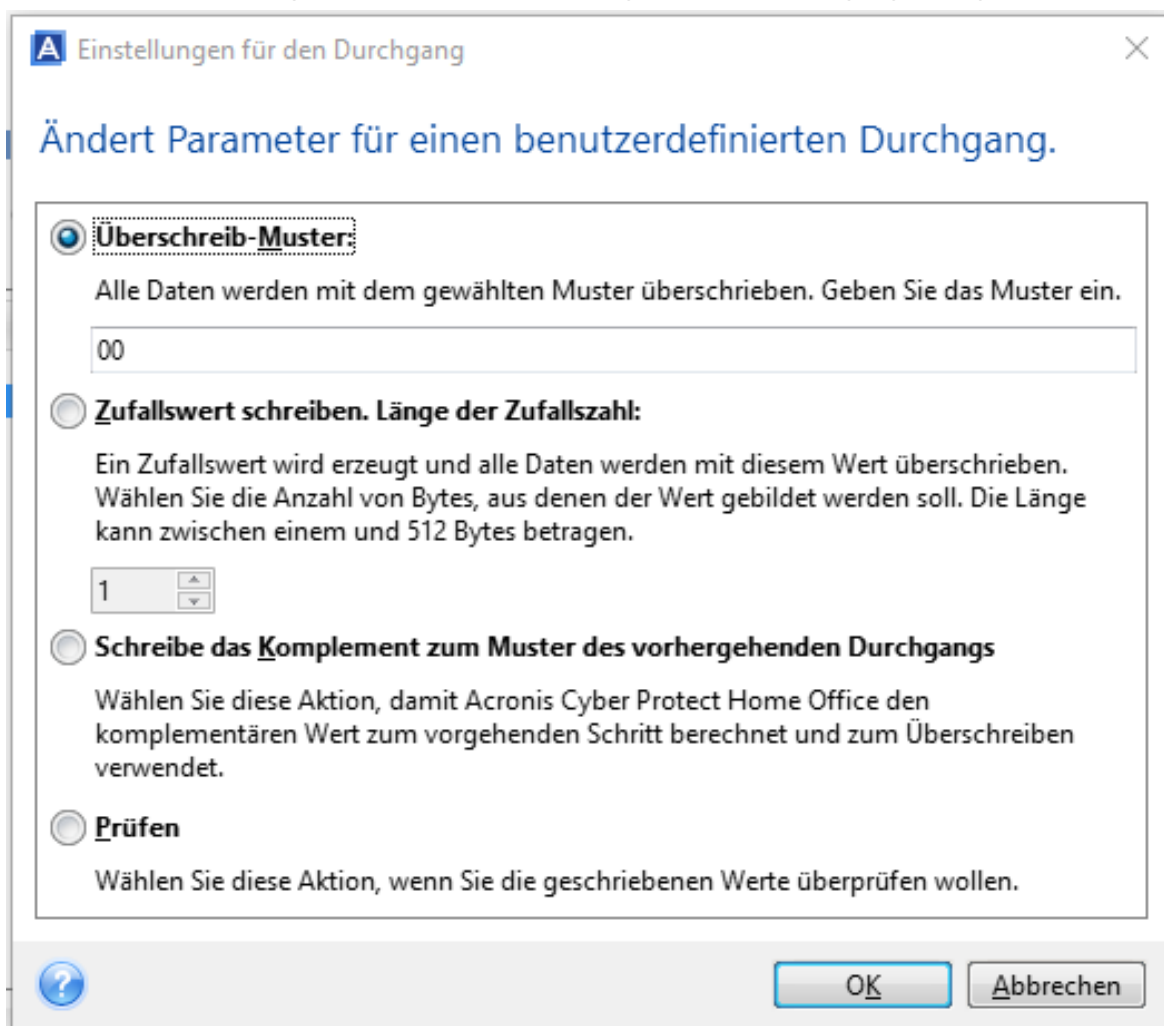 A Einstellungen für den Durchgang
Ändert Parameter für einen benutzerdefinierten Durchgang.
Überschreib-Muster:
Alle Daten werden mit dem gewählten Muster überschrieben. Geben Sie das Muster ein.
00
Zufallswert schreiben. Länge der Zufallszahl:
Ein Zufallswert wird erzeugt und alle Daten werden mit diesem Wert überschrieben.
Wählen Sie die Anzahl von Bytes, aus denen der Wert gebildet werden soll. Die Länge
kann zwischen einem und 512 Bytes betragen.
1
Schreibe das Komplement zum Muster des vorhergehenden Durchgangs
Wählen Sie diese Aktion, damit Acronis Cyber Protect Home Office den
komplementären Wert zum vorgehenden Schritt berechnet und zum Überschreiben
verwendet.
Prüfen
Wählen Sie diese Aktion, wenn Sie die geschriebenen Werte überprüfen wollen.
? OK Abbrechen